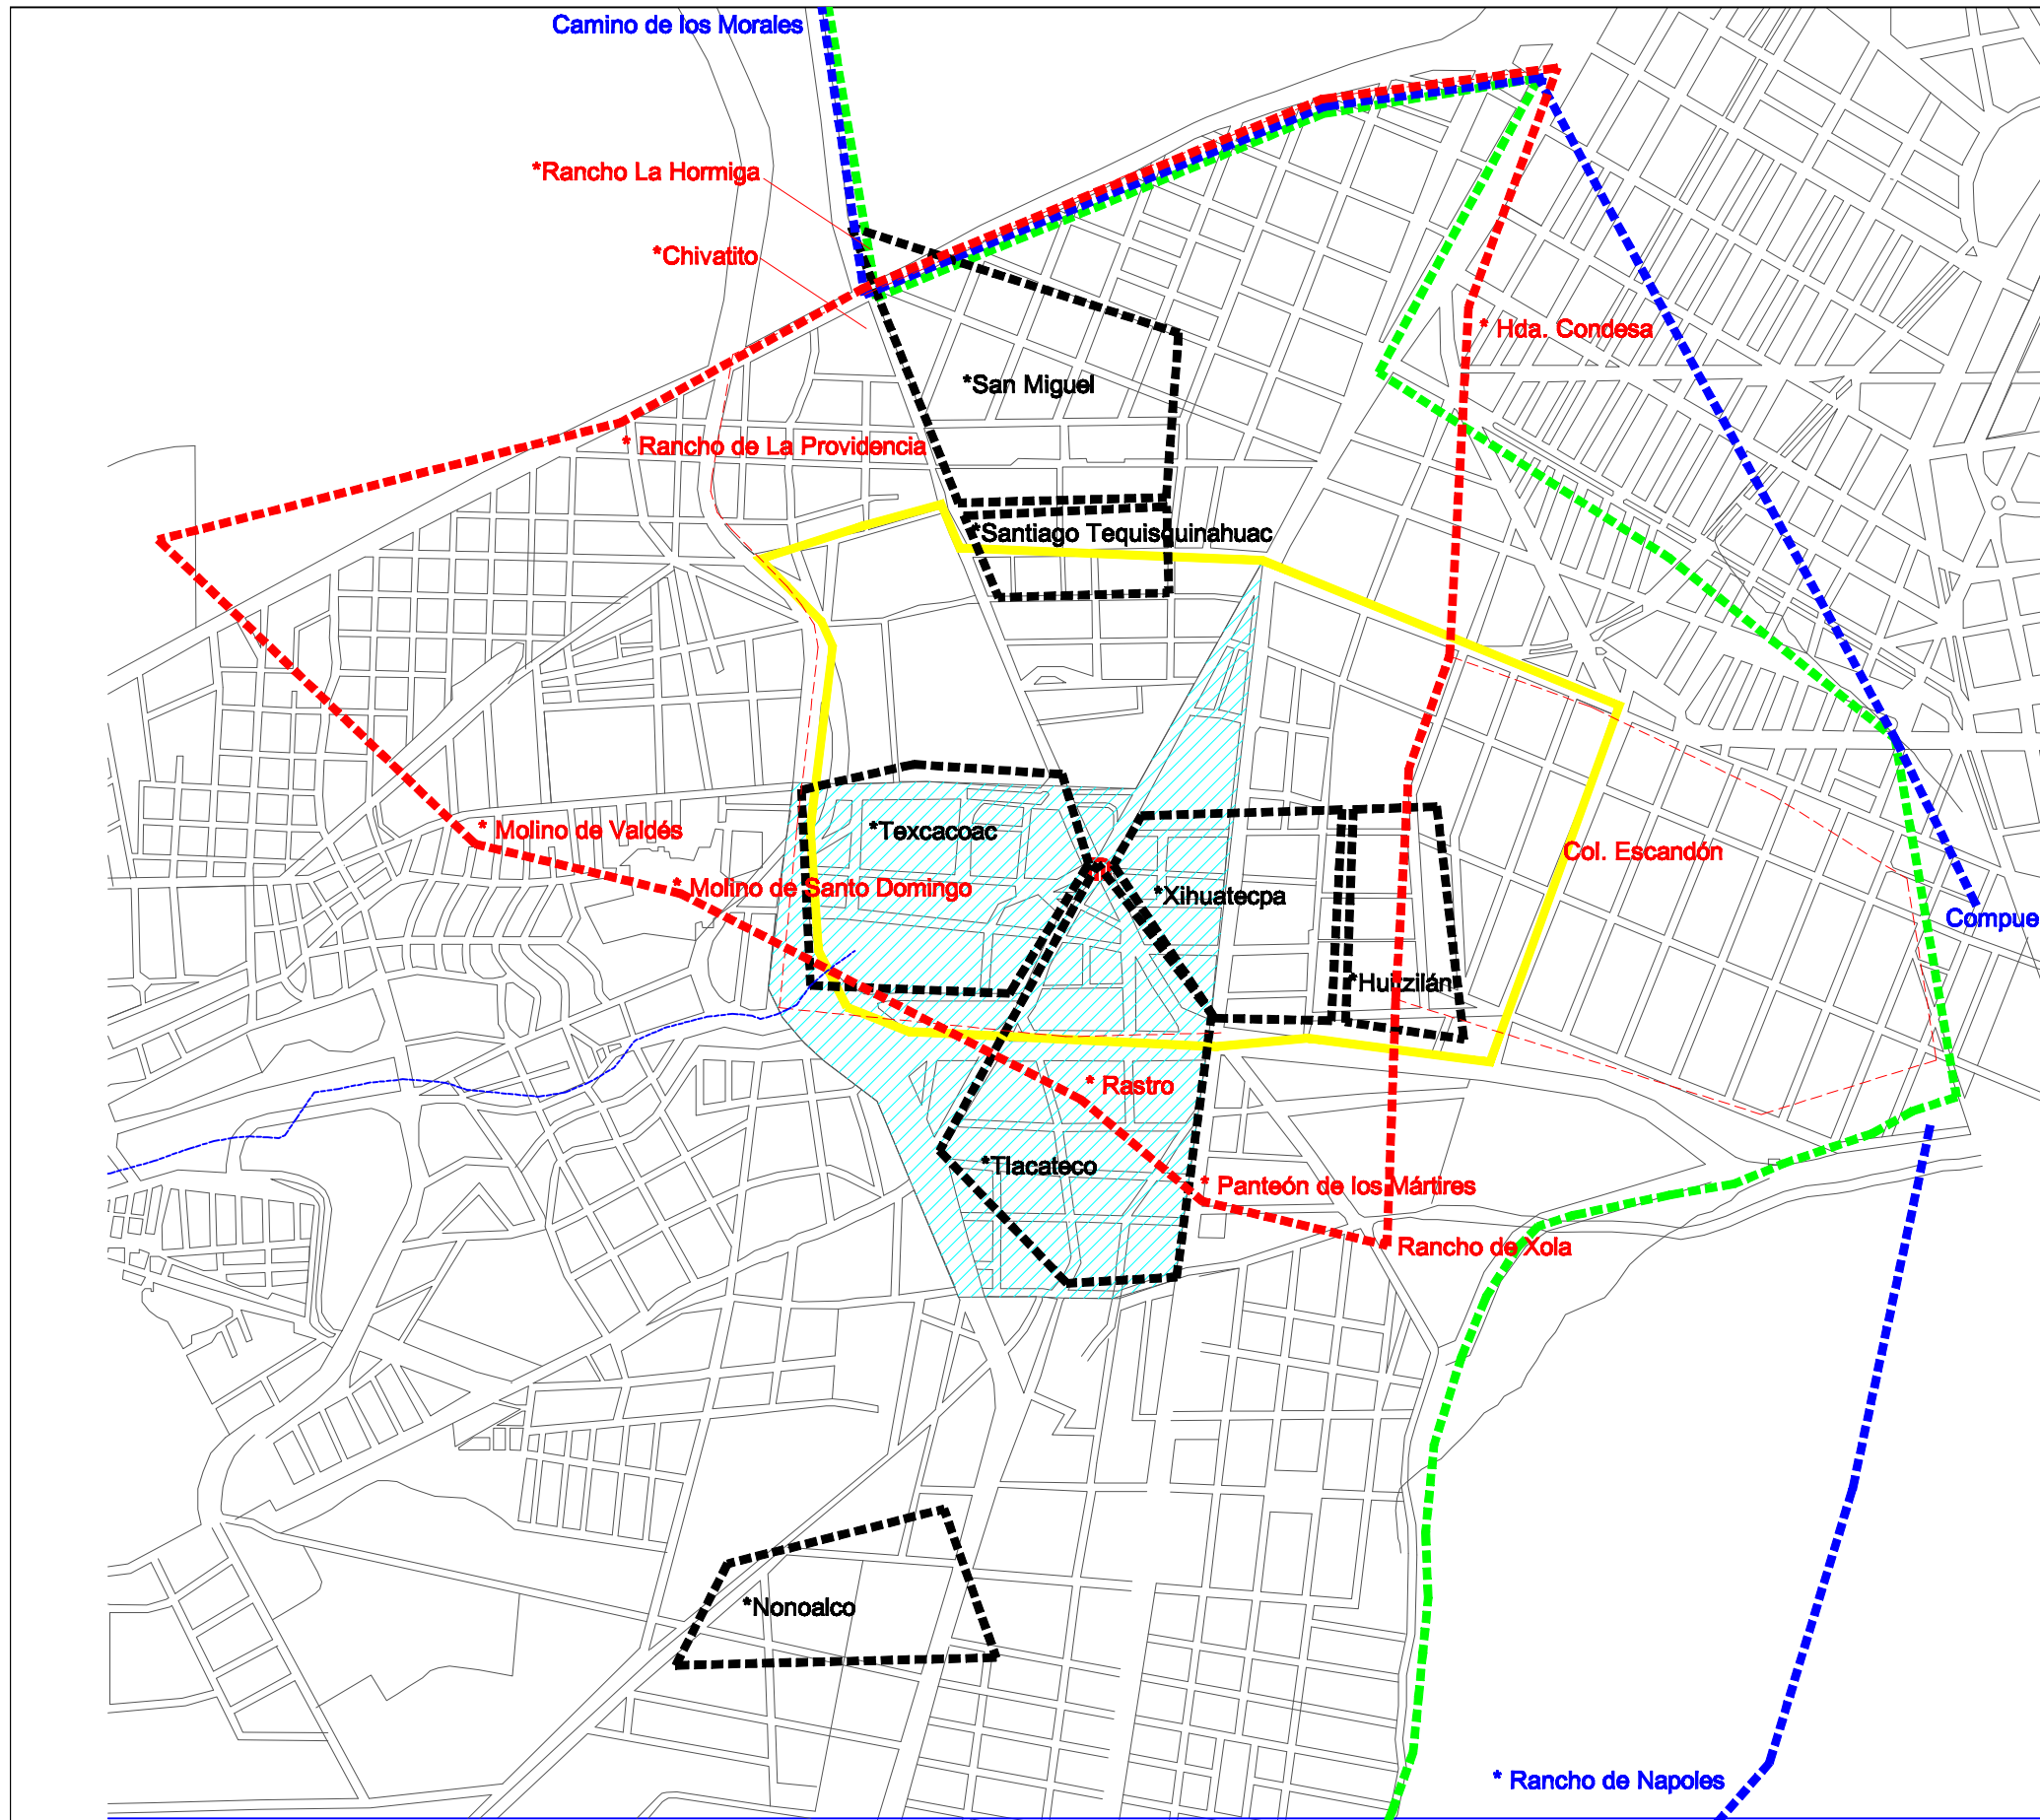 Camino de los Morales
*Rancho La Hormiga
*Chivatito
* Hda. Condesa
*San Miguel
* Rancho de La Providencia
*Santiago Tequisquinahuac
* Molino de Valdés
*Texcacoac
Col. Escandón
* Molino de Santo Domingo
*Xihuatecpa
Compue
*Huitzilán
* Rastro
*Tlacateco
* Panteón de los Mártires
Rancho de Xola
*Nonoalco
* Rancho de Napoles